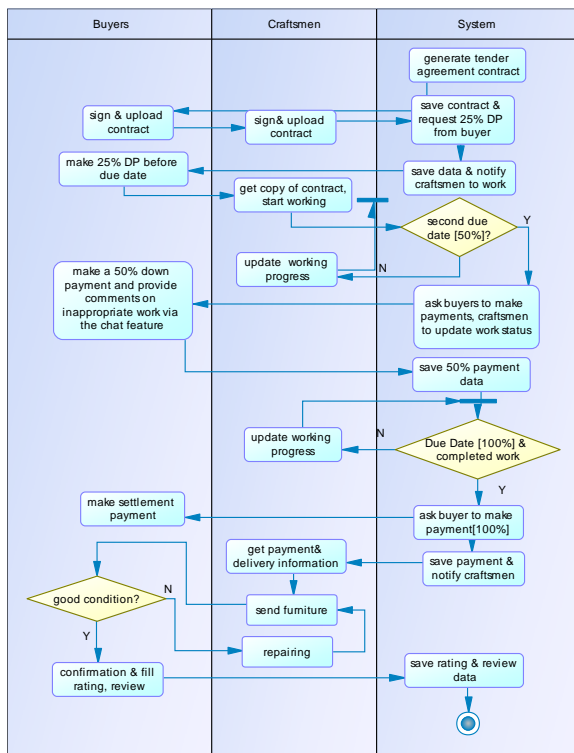 Buyers
Craftsmen
System
generate tender
agreement contract
sign & upload
contract
sign& upload
contract
save contract &
request 25% DP
from buyer
make 25% DP before
due date
save data & notify
craftsmen to work
get copy of contract,
start working
second due
date [50%]?
Y
N
update working
progress
make a 50% down
payment and provide
comments on
inappropriate work via
the chat feature
ask buyers to make
payments, craftsmen
to update work status
save 50% payment
data
update working
progress
N
Due Date [100%] &
completed work
Y
make settlement
payment
ask buyer to make
payment[100%]
get payment&
delivery information
save payment &
notify craftsmen
good condition?
N
Y
send furniture
repairing
confirmation & fill
rating, review
save rating & review
data